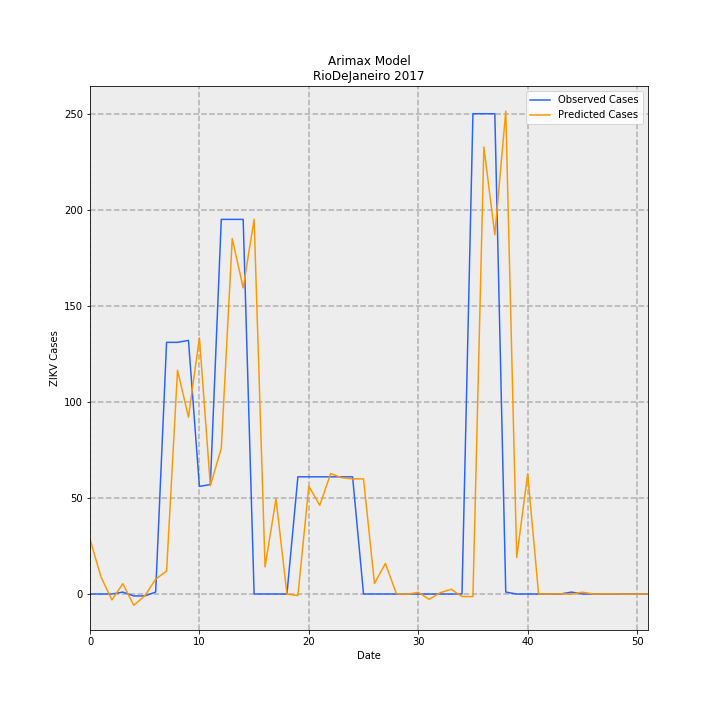 Arimax Model
RioDeJaneiro 2017
Observed Cases
Predicted Cases
ZIKV Cases
250
200
150
100
50
0
0 10 20 30 40 50
Date